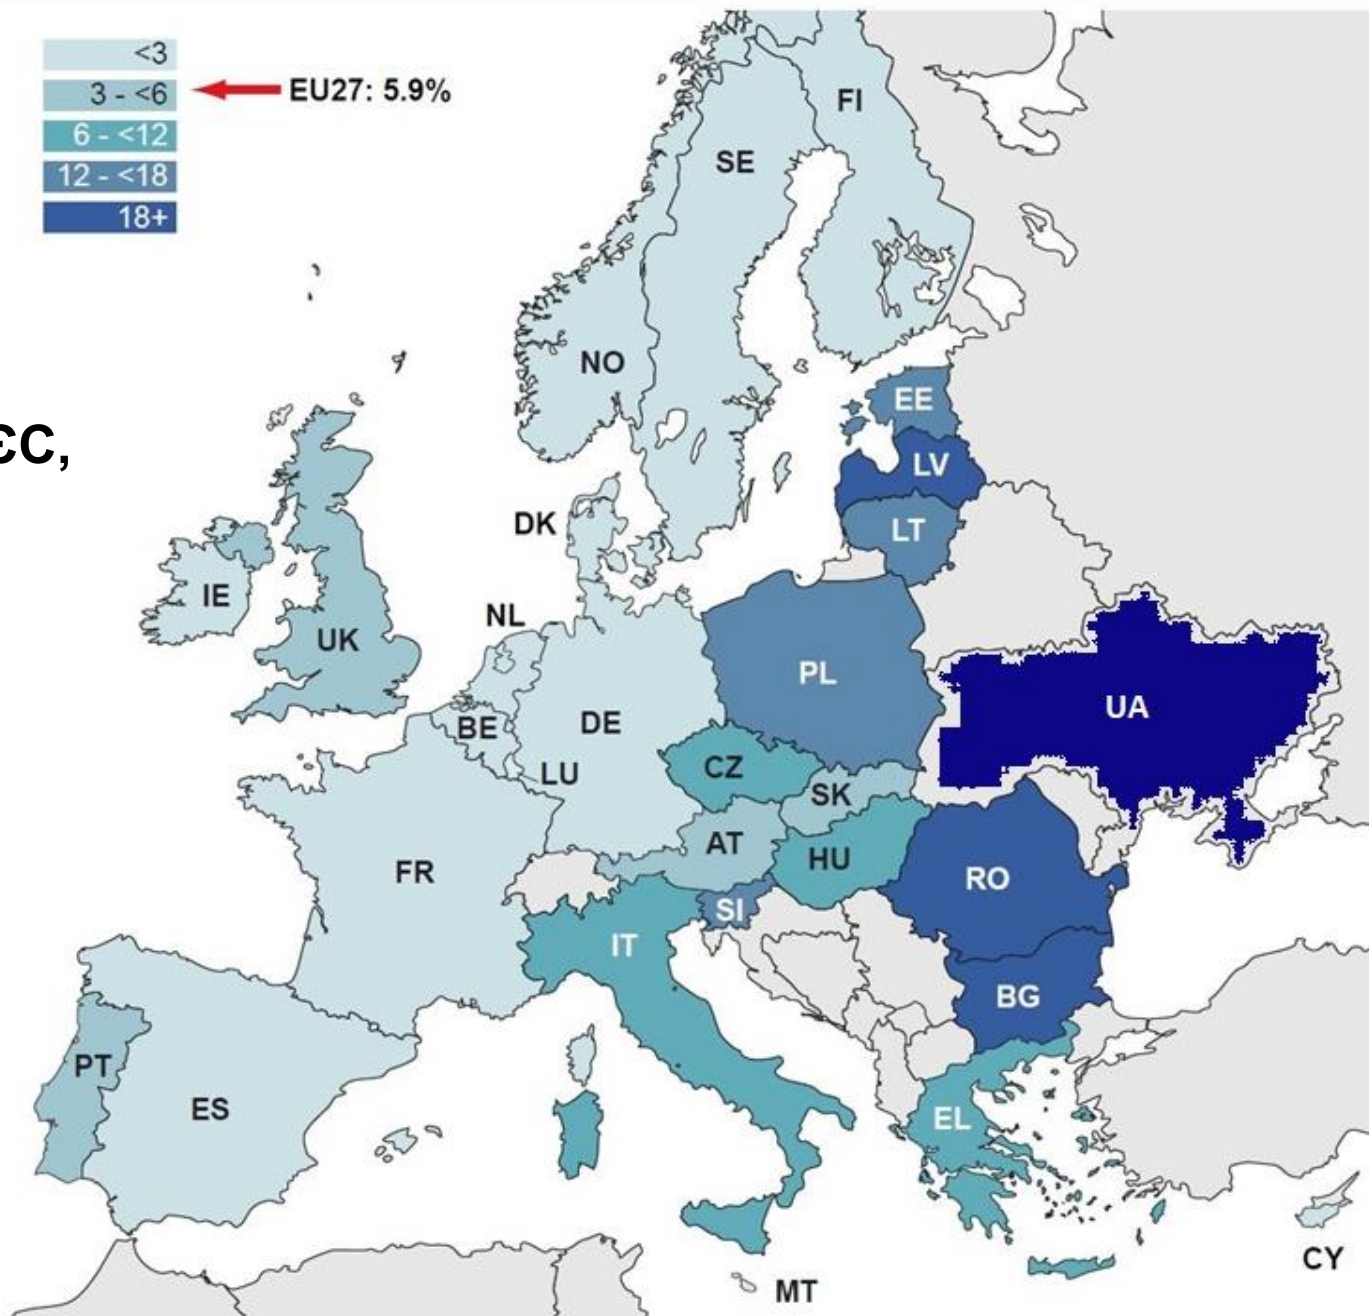 <3
3 - <6
EU27: 5.9%
6 - <12
12 - <18
18+
FI
SE
NO
EE
ЄС,
LV
DK
LT
IE
NL
UK
PL
UA
BE
DE
LU
CZ
SK
AT
HU
FR
RO
SI
IT
BG
PT
ES
EL
CY
MT